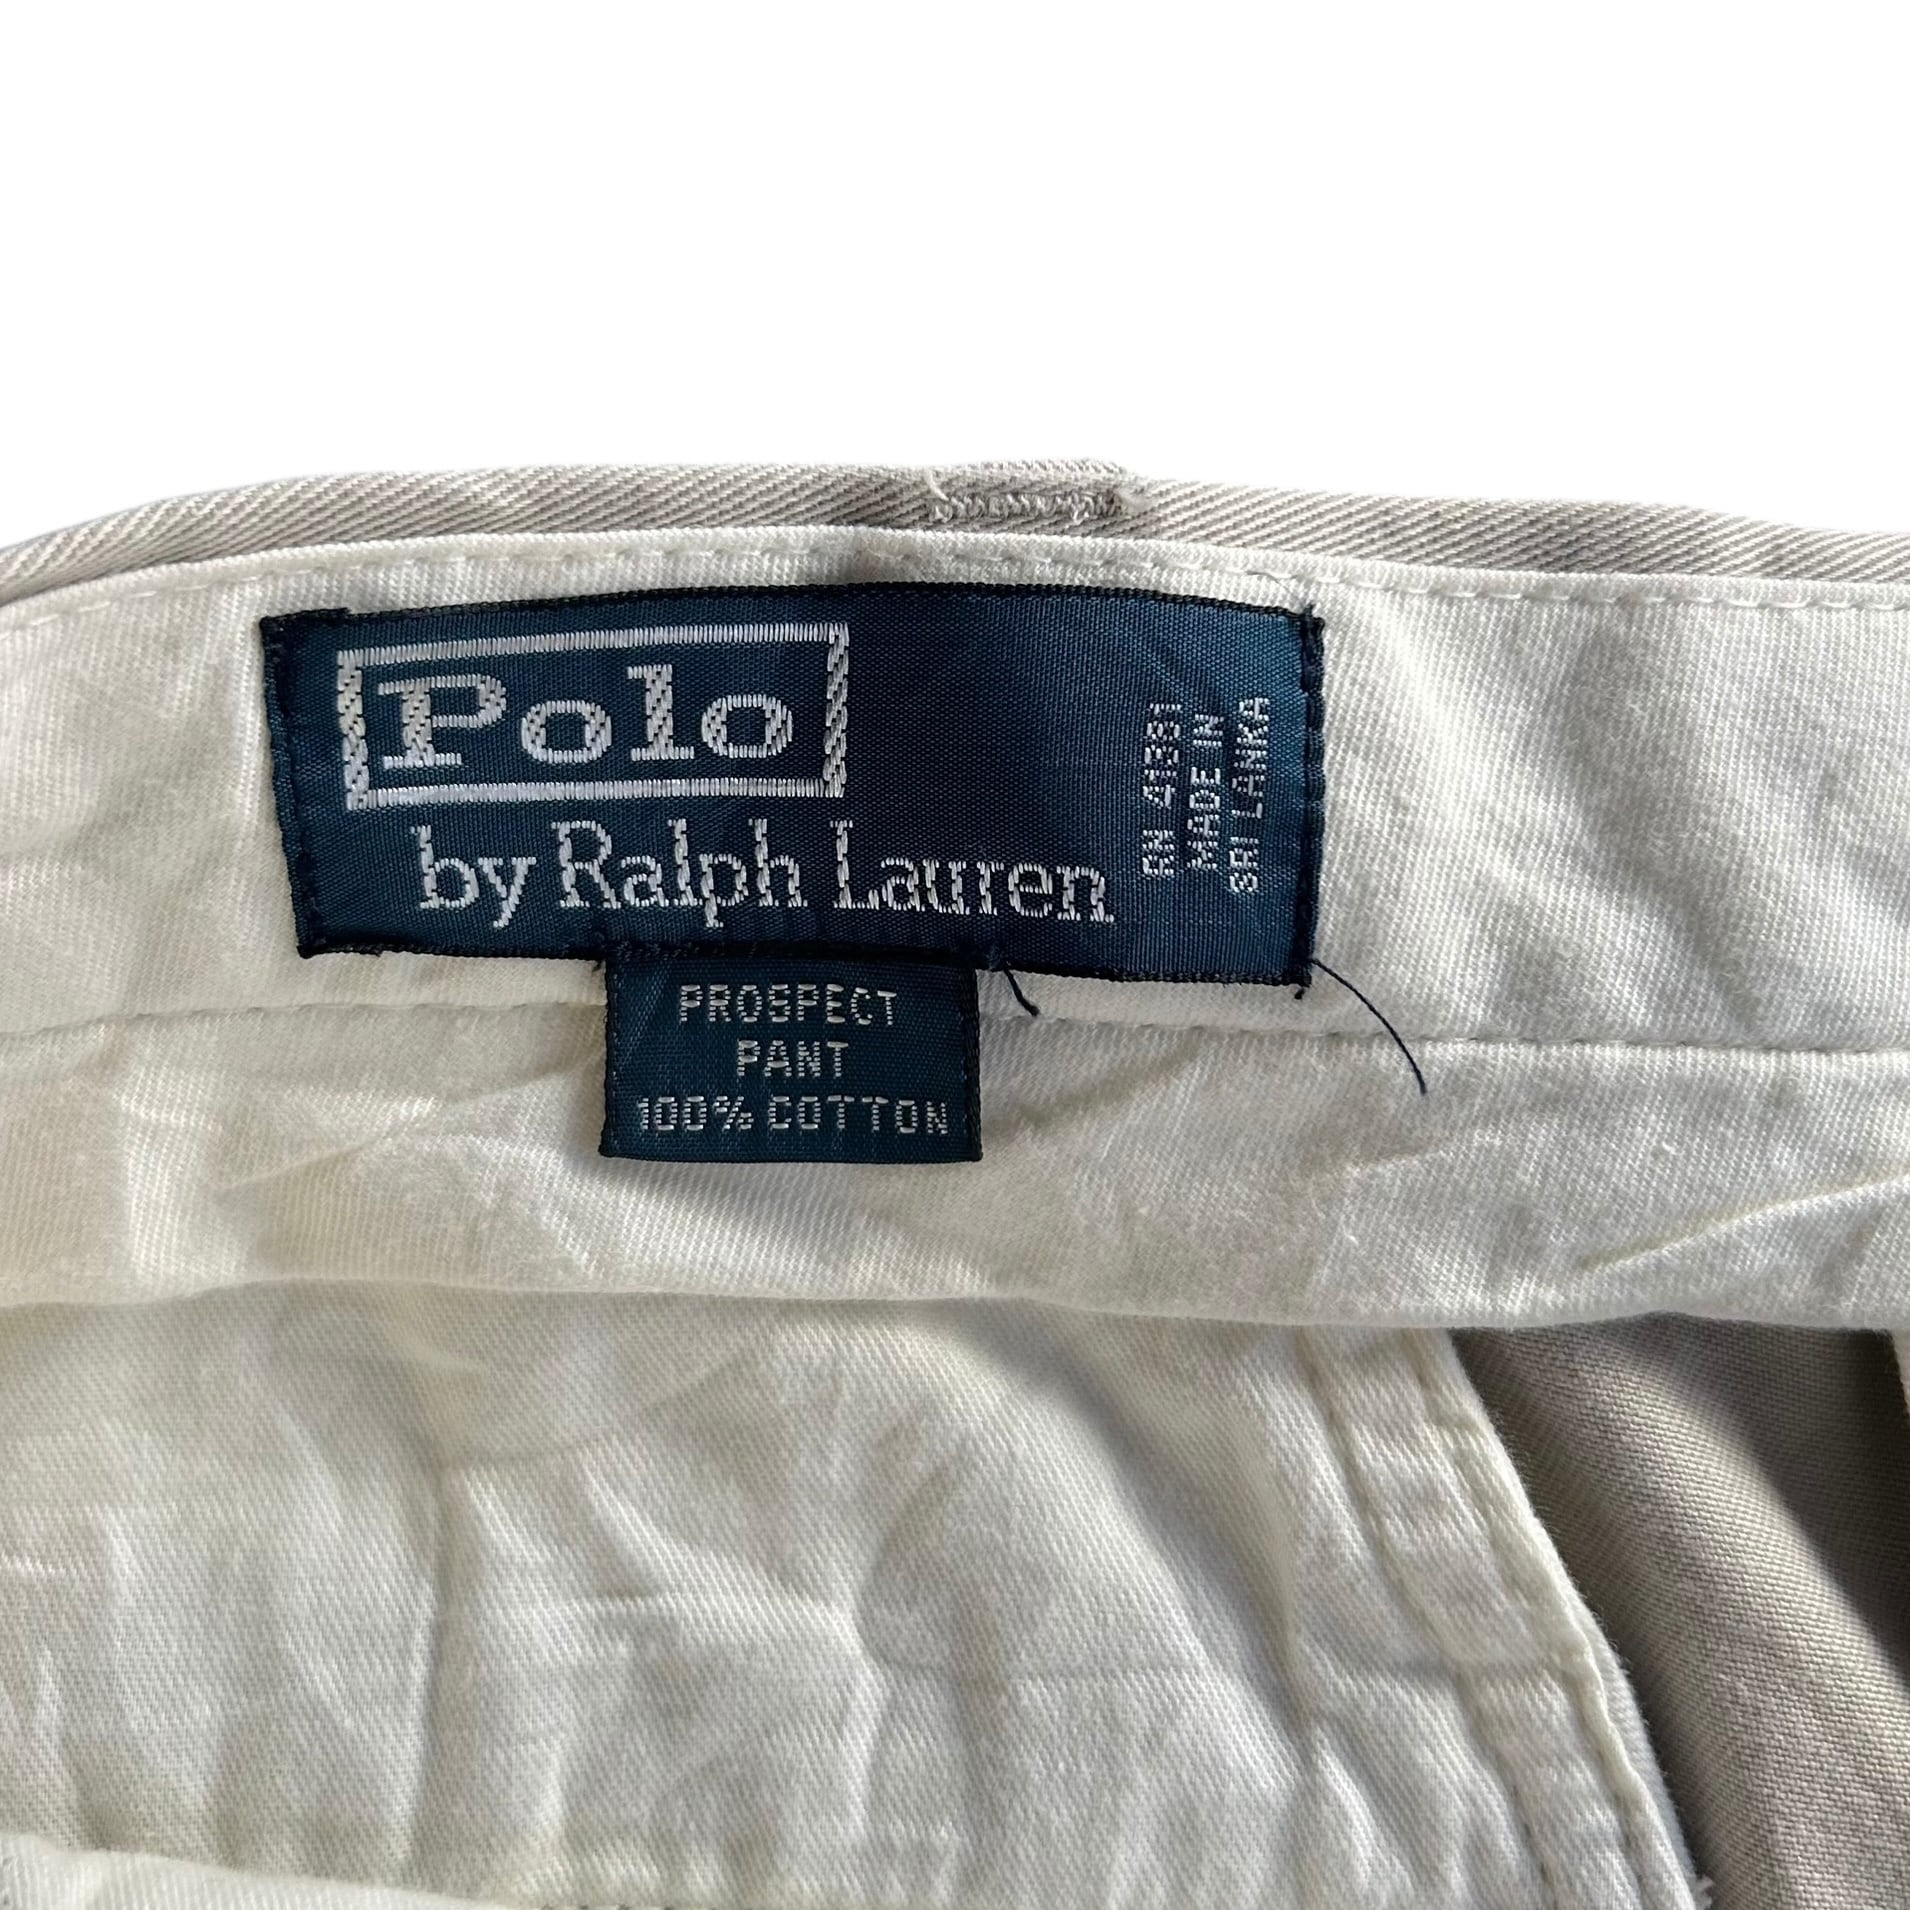 Polo
by Ralph Lauren
RN 41381
MADE IN
SRI LANKA
PROSPECT
PANT
100% COTTON